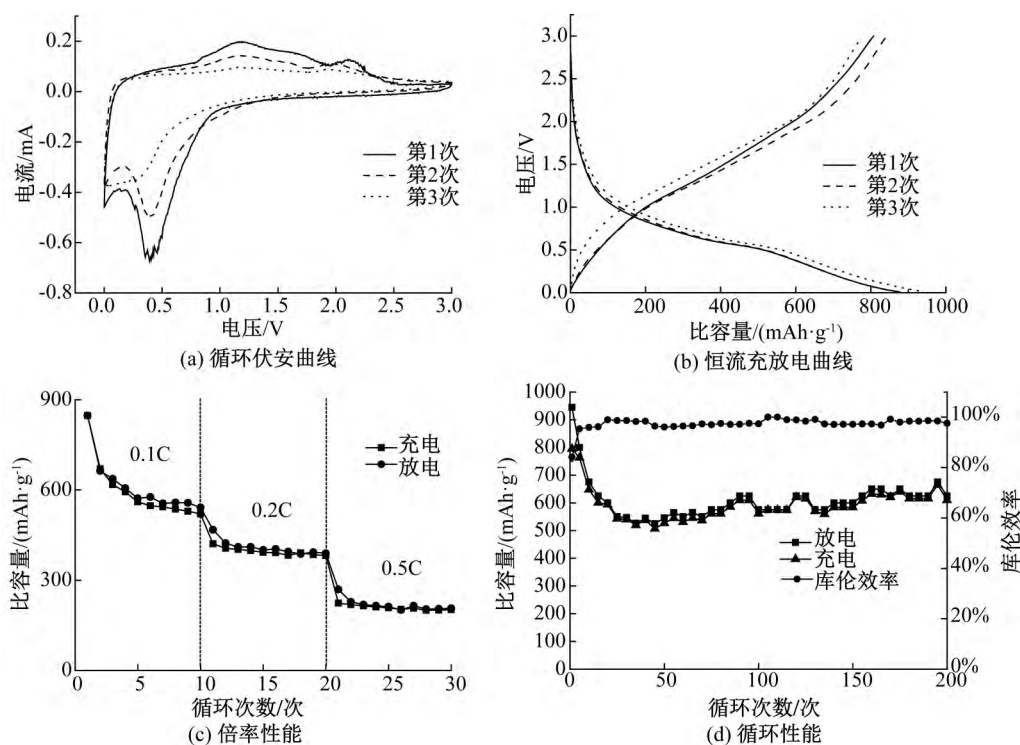 0.2
0.0
-0.2
-0.4
-0.6
-0.8
电流/mA
第1次
第2次
第3次
0.0 0.5 1.0 1.5 2.0 2.5 3.0
电压/V
(a) 循环伏安曲线
3.0
2.5
2.0
1.5
1.0
0.5
0.0
电压/V
第1次
第2次
第3次
0 200 400 600 800 1000
比容量/(mAh·g⁻¹)
(b) 恒流充放电曲线
900
600
300
0
比容量/(mAh·g⁻¹)
0.1C
0.2C
0.5C
充电
放电
0 5 10 15 20 25 30
循环次数/次
(c) 倍率性能
1000
900
800
700
600
500
400
300
200
100
0
比容量/(mAh·g⁻¹)
放电
充电
库伦效率
100%
80%
60%
40%
20%
0%
库伦效率
0 50 100 150 200
循环次数/次
(d) 循环性能